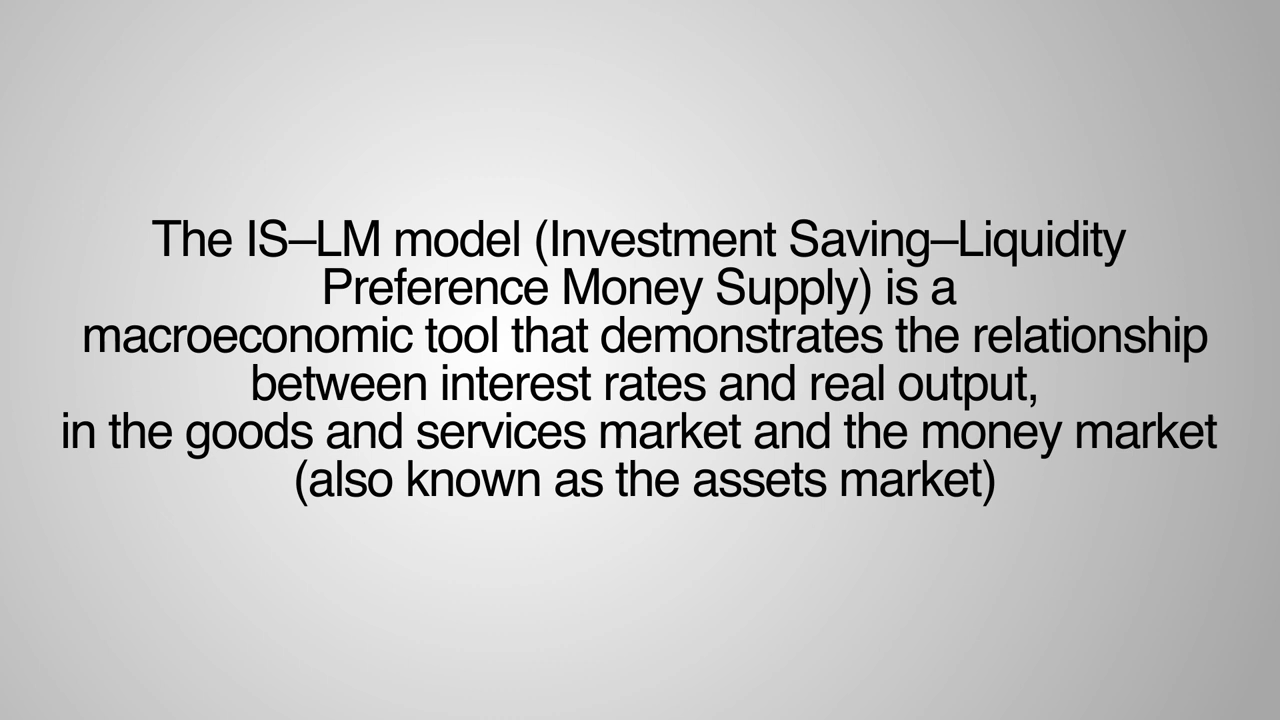 The IS–LM model (Investment Saving–Liquidity
Preference Money Supply) is a
macroeconomic tool that demonstrates the relationship
between interest rates and real output,
in the goods and services market and the money market
(also known as the assets market)